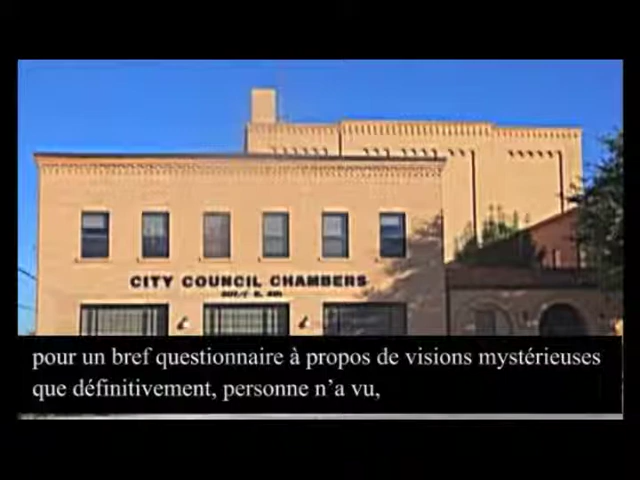 CITY COUNCIL CHAMBERS
pour un bref questionnaire à propos de visions mystérieuses
que définitivement, personne n'a vu,